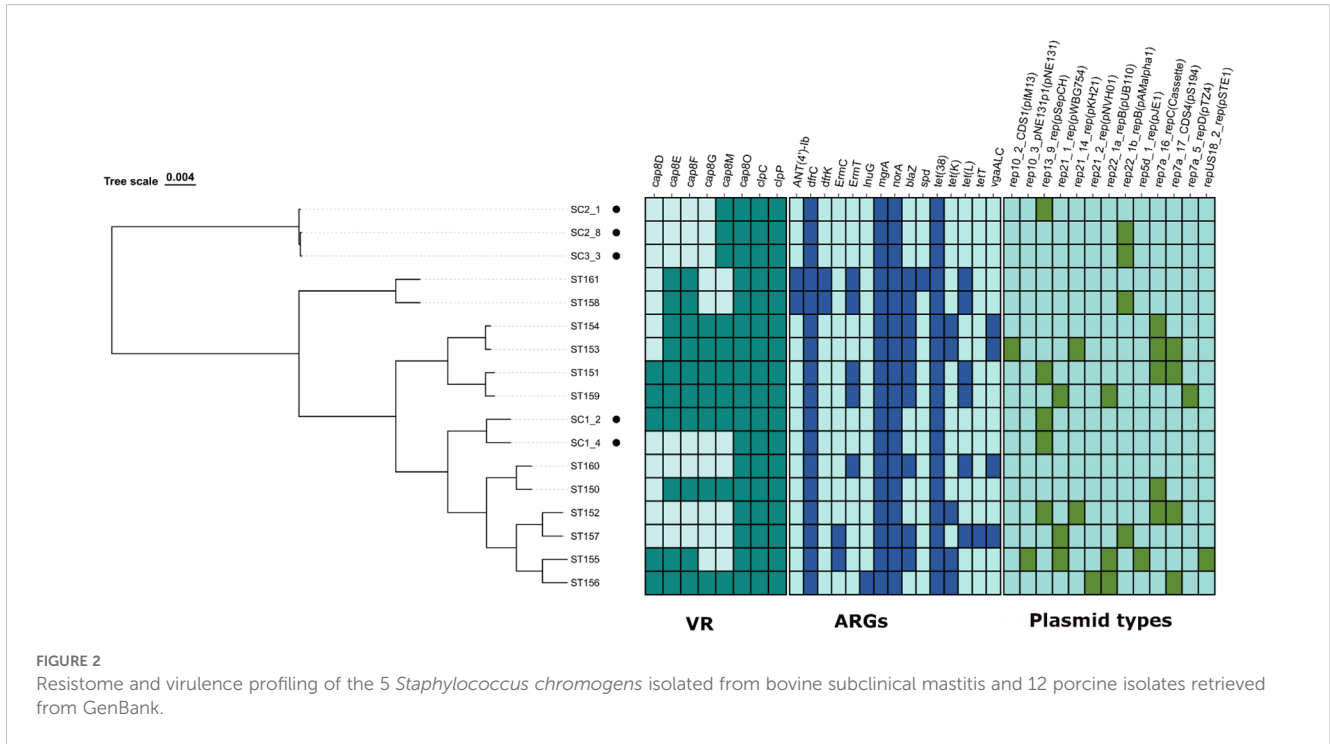 Tree scale 0.004
cap8D
cap8E
cap8F
cap8G
cap8M
cap8O
clpC
clpP
ANT(4')-Ib
dfrC
dfrK
ErmC
ErmT
lnuG
mgrA
norA
blaZ
spd
tet(38)
tet(K)
tet(L)
tetT
vgaALC
rep10_2_CDS1(pIM13)
rep10_3_pNE131p1(pNE131)
rep13_9_rep(pSepCH)
rep21_1_rep(pWBG754)
rep21_14_rep(pKH21)
rep21_2_rep(pNVH01)
rep22_1a_repB(pUB110)
rep22_1b_repB(pAMalpha1)
rep5d_1_rep(pJE1)
rep7a_16_repC(Cassette)
rep7a_17_CDS4(pS194)
rep7a_5_repD(pTZ4)
repUS18_2_rep(pSTE1)
SC2_1
SC2_8
SC3_3
ST161
ST158
ST154
ST153
ST151
ST159
SC1_2
SC1_4
ST160
ST150
ST152
ST157
ST155
ST156
VR
ARGs
Plasmid types
FIGURE 2
Resistome and virulence profiling of the 5 Staphylococcus chromogens isolated from bovine subclinical mastitis and 12 porcine isolates retrieved
from GenBank.